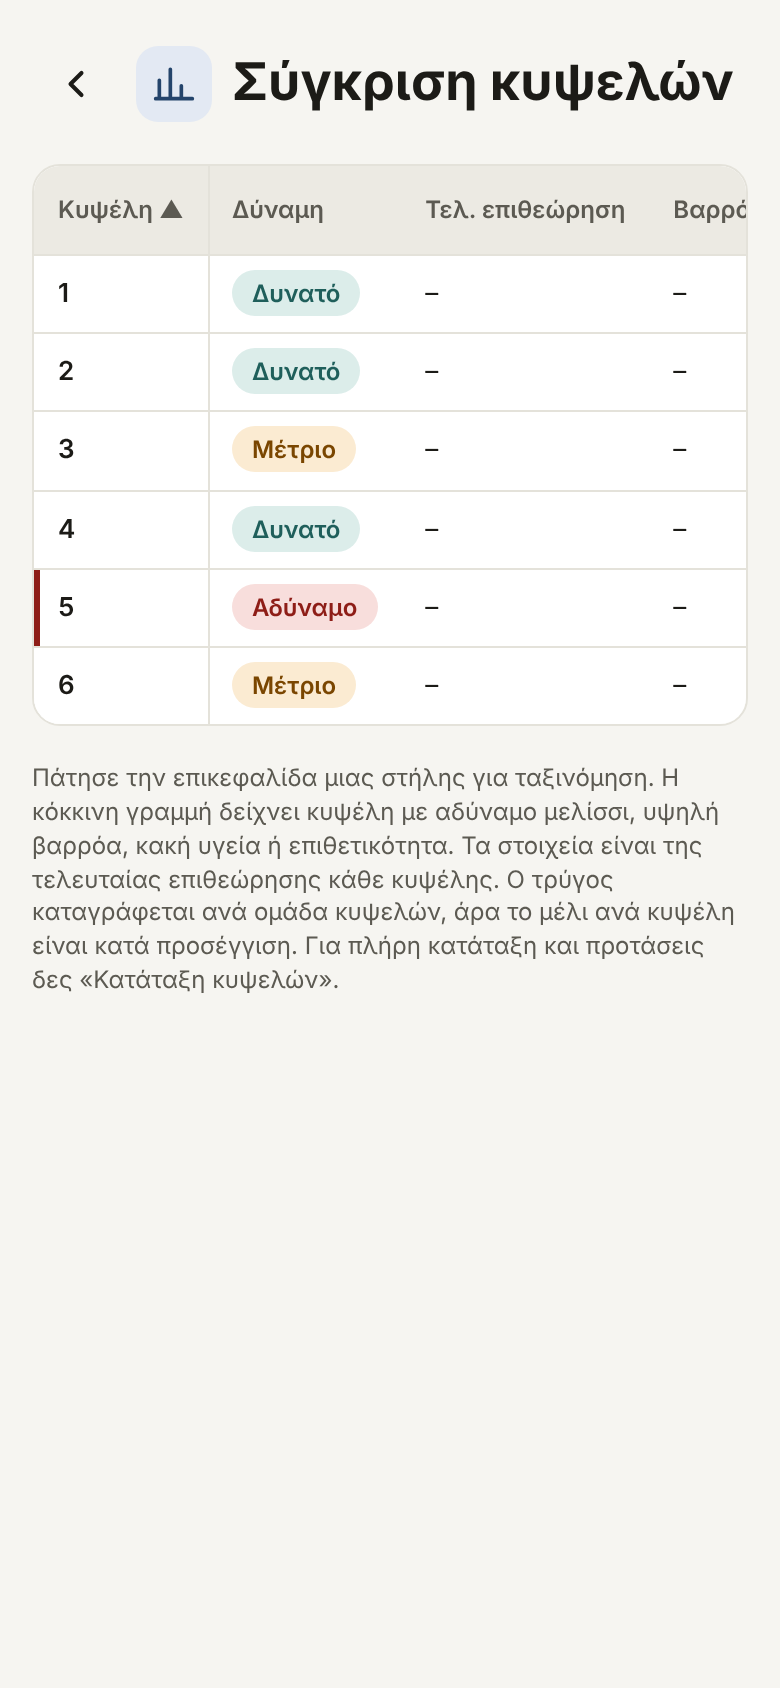 Σύγκριση κυψελών
Κυψέλη ▲ Δύναμη Τελ. επιθεώρηση Βαρρό
1 Δυνατό – –
2 Δυνατό – –
3 Μέτριο – –
4 Δυνατό – –
5 Αδύναμο – –
6 Μέτριο – –
Πάτησε την επικεφαλίδα μιας στήλης για ταξινόμηση. Η
κόκκινη γραμμή δείχνει κυψέλη με αδύναμο μελίσσι, υψηλή
βαρρόα, κακή υγεία ή επιθετικότητα. Τα στοιχεία είναι της
τελευταίας επιθεώρησης κάθε κυψέλης. Ο τρύγος
καταγράφεται ανά ομάδα κυψελών, άρα το μέλι ανά κυψέλη
είναι κατά προσέγγιση. Για πλήρη κατάταξη και προτάσεις
δες «Κατάταξη κυψελών».